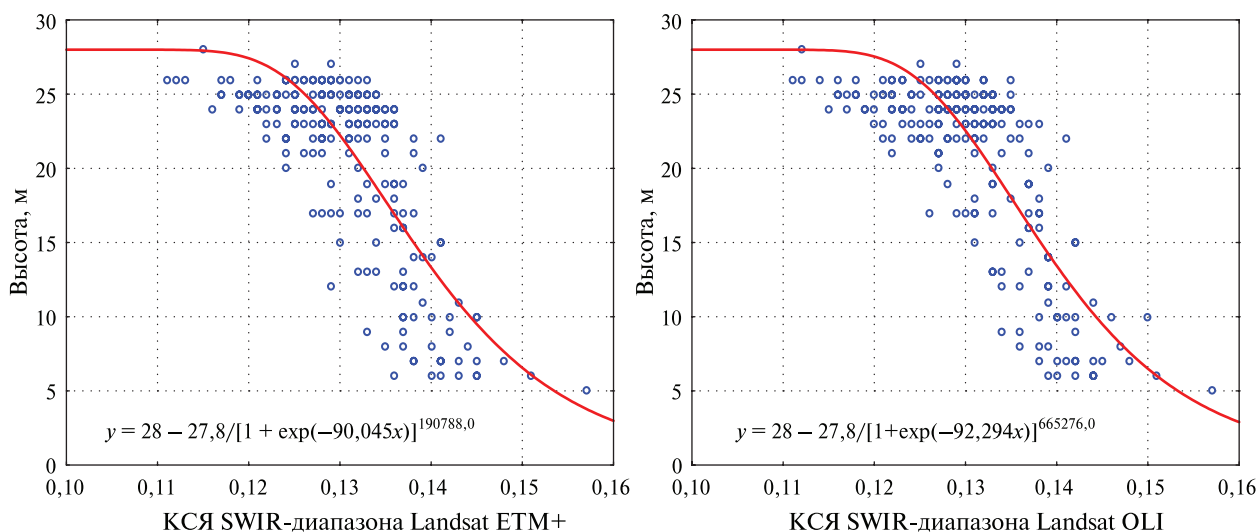 30
25
20
15
10
5
0
Высота, м
y = 28 – 27,8/[1 + exp(–90,045x)]^190788,0
0,10 0,11 0,12 0,13 0,14 0,15 0,16
КСЯ SWIR-диапазона Landsat ETM+
30
25
20
15
10
5
0
Высота, м
y = 28 – 27,8/[1+exp(–92,294x)]^665276,0
0,10 0,11 0,12 0,13 0,14 0,15 0,16
КСЯ SWIR-диапазона Landsat OLI